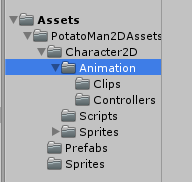 Assets
PotatoMan2DAssets
Character2D
Animation
Clips
Controllers
Scripts
Sprites
Prefabs
Sprites